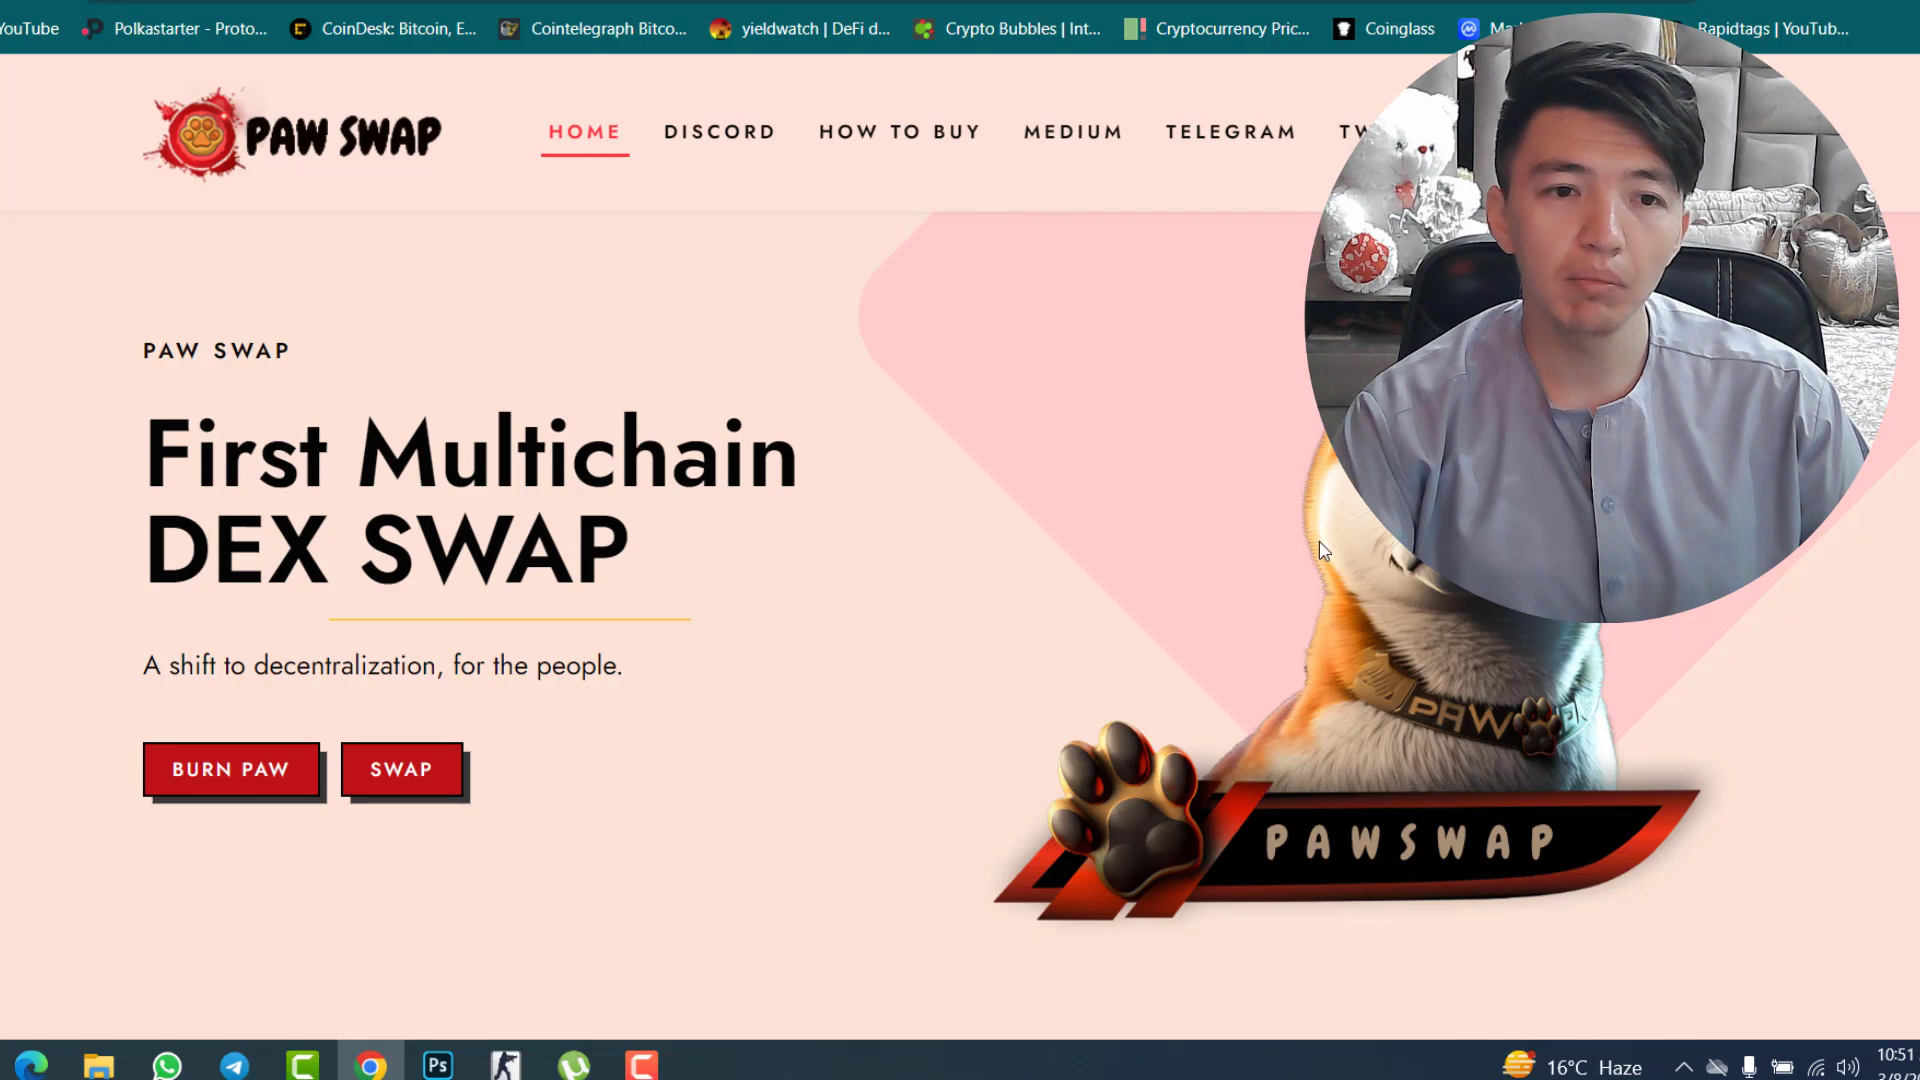 YouTube
Polkastarter - Proto...
CoinDesk: Bitcoin, E...
Cointelegraph Bitco...
yieldwatch | DeFi d...
Crypto Bubbles | Int...
Cryptocurrency Pric...
Coinglass
Rapidtags | YouTub...
PAW SWAP
HOME
DISCORD
HOW TO BUY
MEDIUM
TELEGRAM
PAW SWAP
First Multichain
DEX SWAP
A shift to decentralization, for the people.
BURN PAW
SWAP
PAW
PAWSWAP
Ps
16°C Haze
10:51